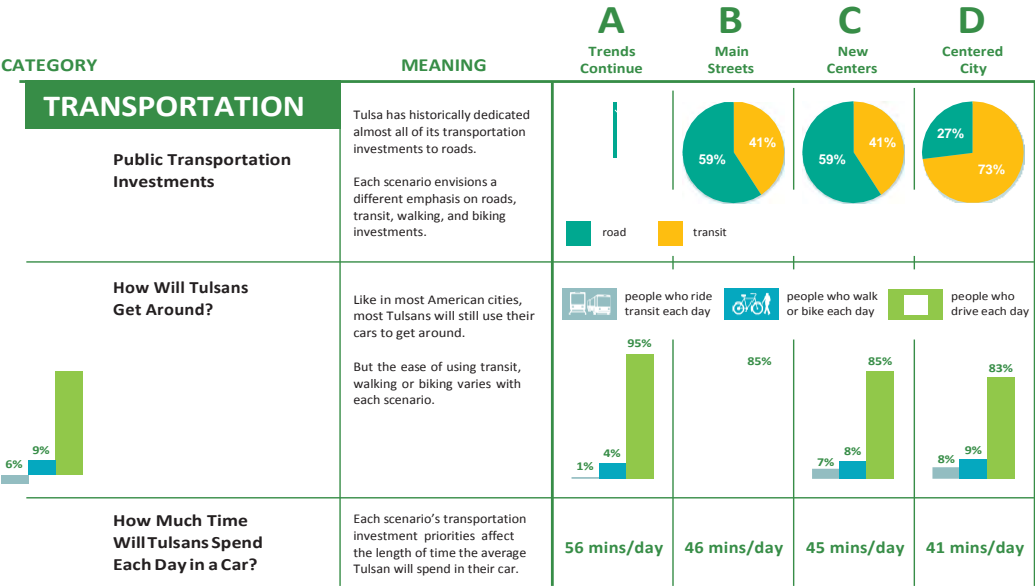 A B C D
Trends Continue Main Streets New Centers Centered City
CATEGORY MEANING
TRANSPORTATION
Public Transportation
Investments
Tulsa has historically dedicated
almost all of its transportation
investments to roads.
Each scenario envisions a
different emphasis on roads,
transit, walking, and biking
investments.
59% 41%
59% 41%
27% 73%
road transit
How Will Tulsans
Get Around?
Like in most American cities,
most Tulsans will still use their
cars to get around.
But the ease of using transit,
walking or biking varies with
each scenario.
people who ride
transit each day
people who walk
or bike each day
people who
drive each day
6% 9%
1% 4% 95%
85%
7% 8% 85%
8% 9% 83%
How Much Time
Will Tulsans Spend
Each Day in a Car?
Each scenario's transportation
investment priorities affect
the length of time the average
Tulsan will spend in their car.
56 mins/day 46 mins/day 45 mins/day 41 mins/day